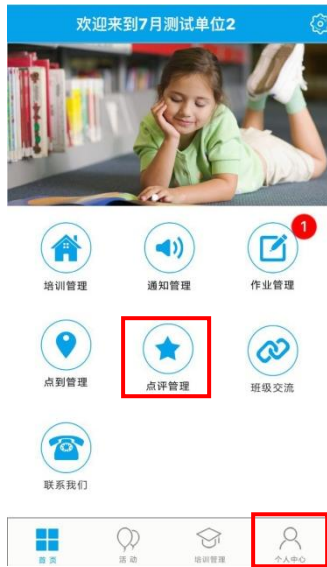 欢迎来到7月测试单位2
1
培训管理 通知管理 作业管理
点到管理 点评管理 班级交流
联系我们
首页 活动 培训管理 个人中心